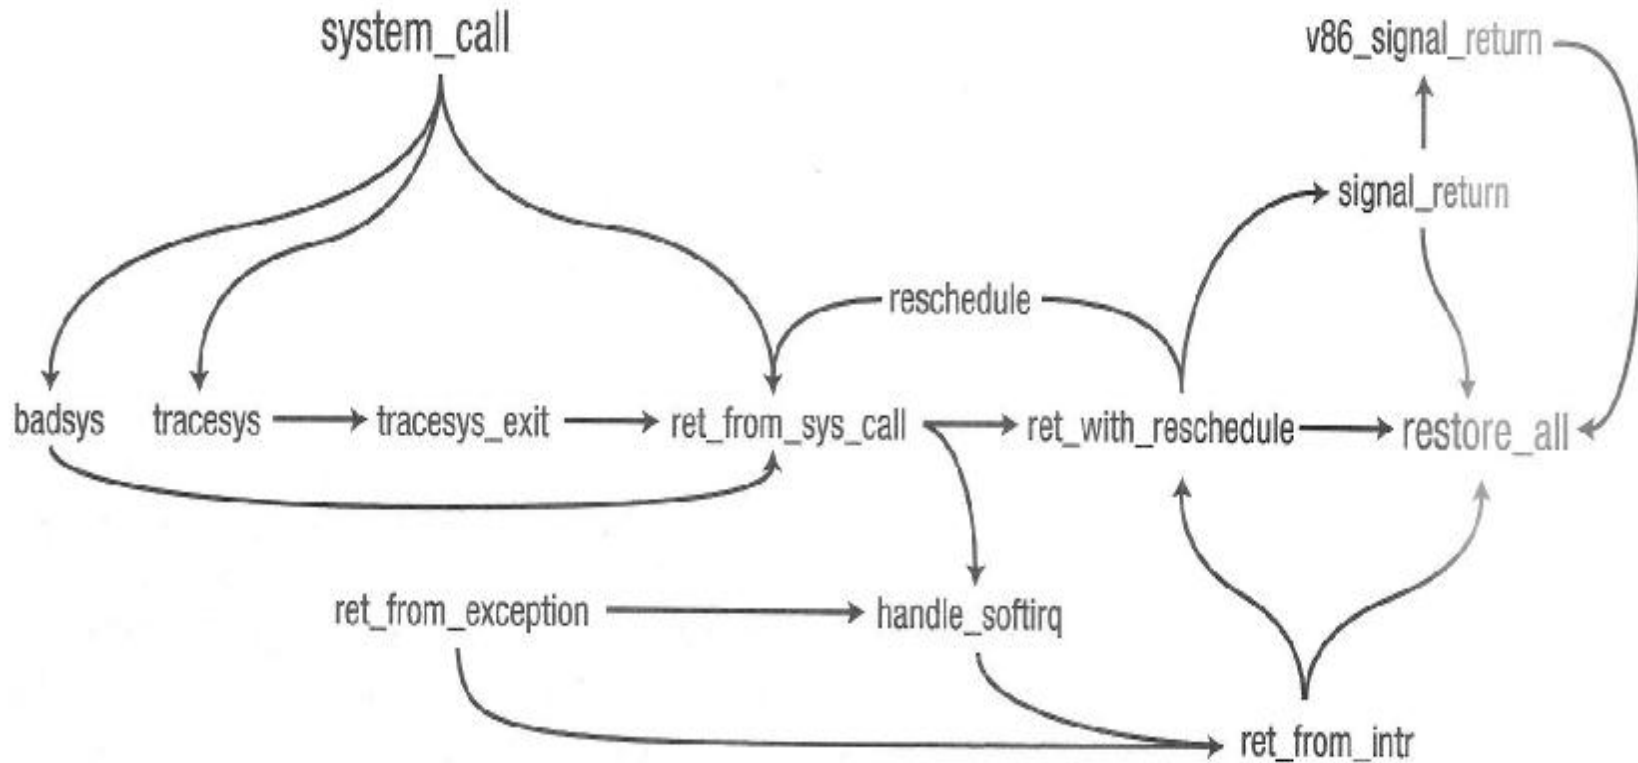 system_call
v86_signal_return
signal_return
reschedule
badsys
tracesys
tracesys_exit
ret_from_sys_call
ret_with_reschedule
restore_all
ret_from_exception
handle_softirq
ret_from_intr